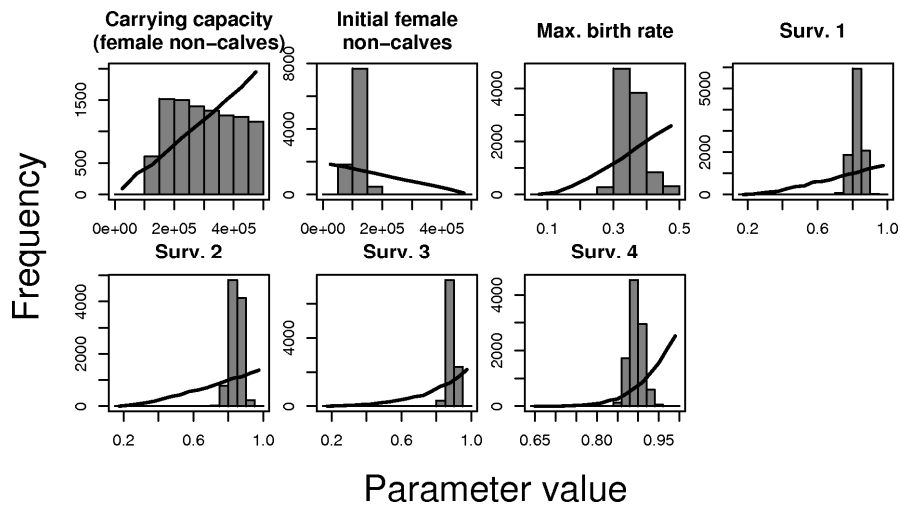 Carrying capacity
(female non−calves)
Initial female
non−calves
Max. birth rate
Surv. 1
0 500 1500
0 4000 8000
0 2000 4000
0 2000 5000
0e+00 2e+05 4e+05
0e+00 2e+05 4e+05
0.1 0.3 0.5
0.2 0.6 1.0
Surv. 2
Surv. 3
Surv. 4
0 2000 4000
0 4000
0 2000 4000
0.2 0.6 1.0
0.2 0.6 1.0
0.65 0.80 0.95
Frequency
Parameter value